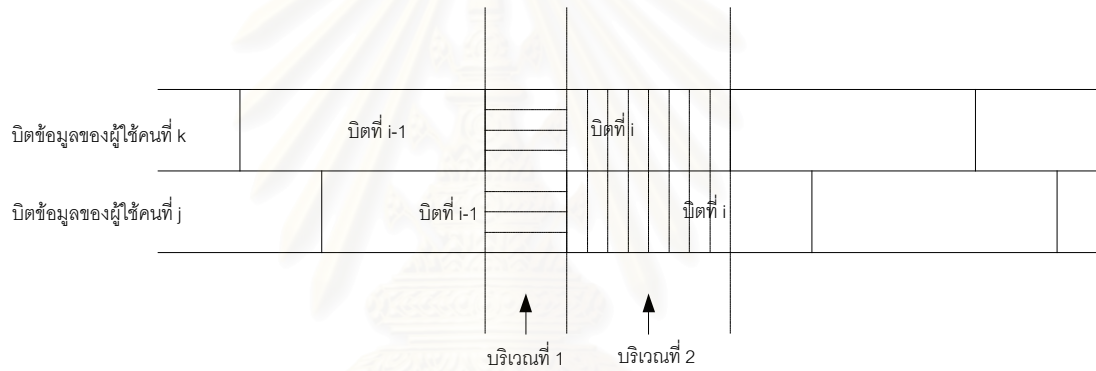 บิตข้อมูลของผู้ใช้คนที่ k
บิตที่ i-1
บิตที่ i
บิตข้อมูลของผู้ใช้คนที่ j
บิตที่ i-1
บิตที่ i
บริเวณที่ 1
บริเวณที่ 2